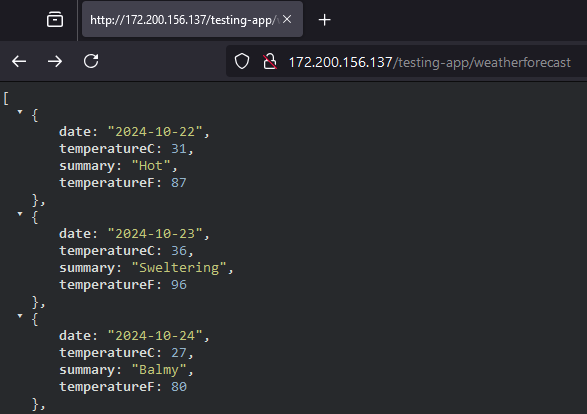 http://172.200.156.137/testing-app/
172.200.156.137/testing-app/weatherforecast
[
{
date: "2024-10-22",
temperatureC: 31,
summary: "Hot",
temperatureF: 87
},
{
date: "2024-10-23",
temperatureC: 36,
summary: "Sweltering",
temperatureF: 96
},
{
date: "2024-10-24",
temperatureC: 27,
summary: "Balmy",
temperatureF: 80
},